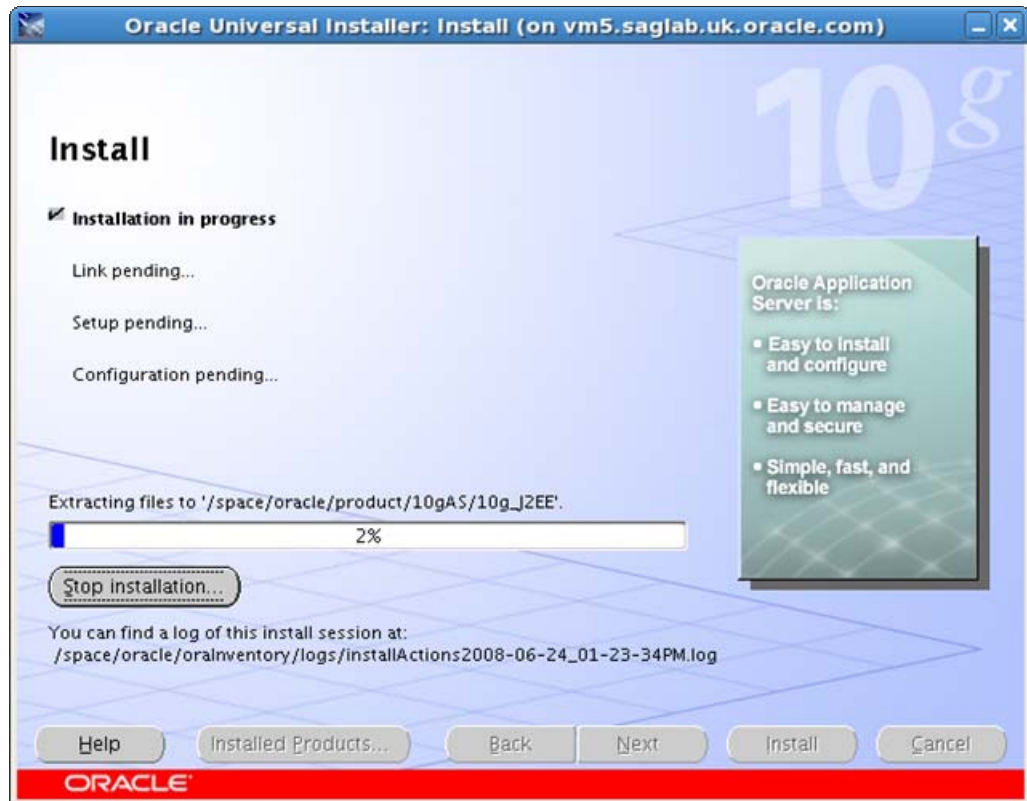 Oracle Universal Installer: Install (on vm5.saglab.uk.oracle.com)
10g
Install
Installation in progress
Link pending...
Setup pending...
Configuration pending...
Oracle Application
Server is:
• Easy to install
and configure
• Easy to manage
and secure
• Simple, fast, and
flexible
Extracting files to '/space/oracle/product/10gAS/10g_J2EE'.
2%
Stop installation...
You can find a log of this install session at:
/space/oracle/oraInventory/logs/installActions2008-06-24_01-23-34PM.log
Help
Installed Products...
Back
Next
Install
Cancel
ORACLE